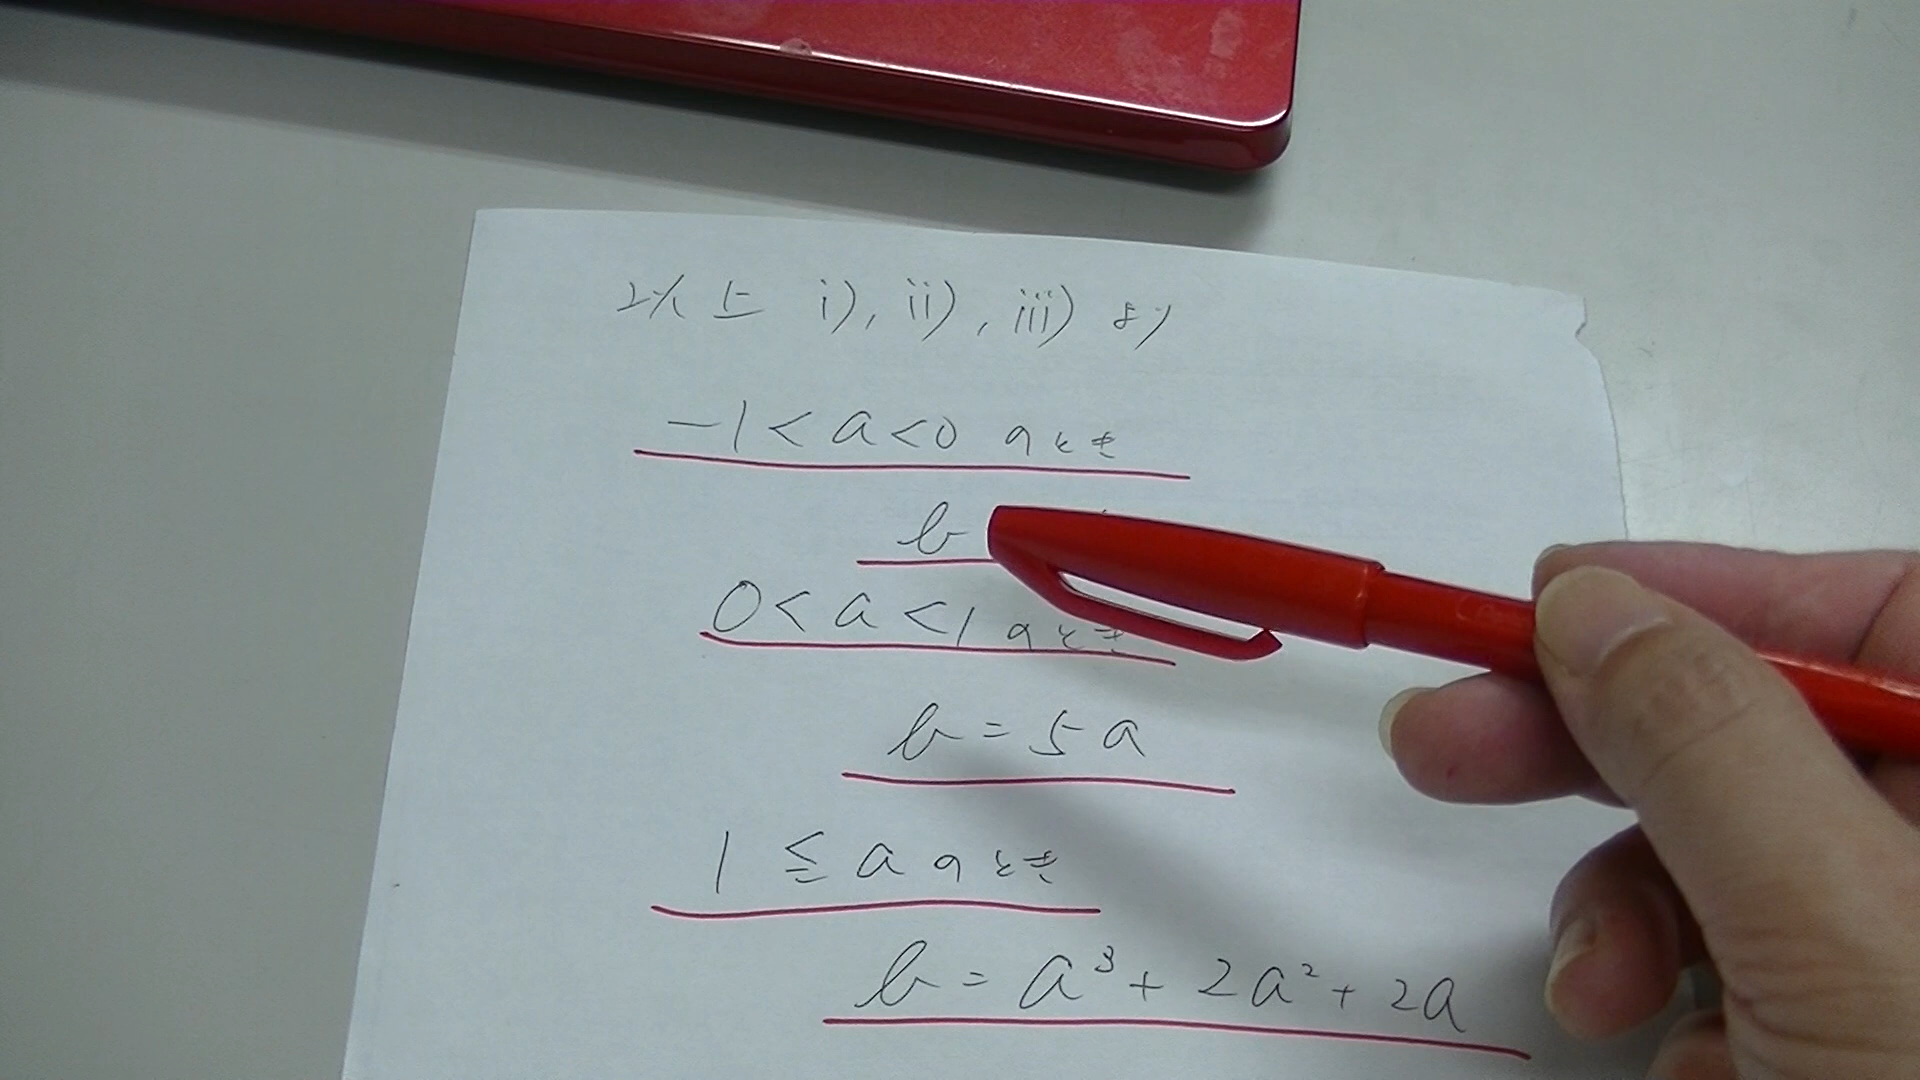 以上 i), ii), iii) より
-1<a<0 のとき
b
0<a<1 のとき
b=5a
1≦a のとき
b=a³+2a²+2a